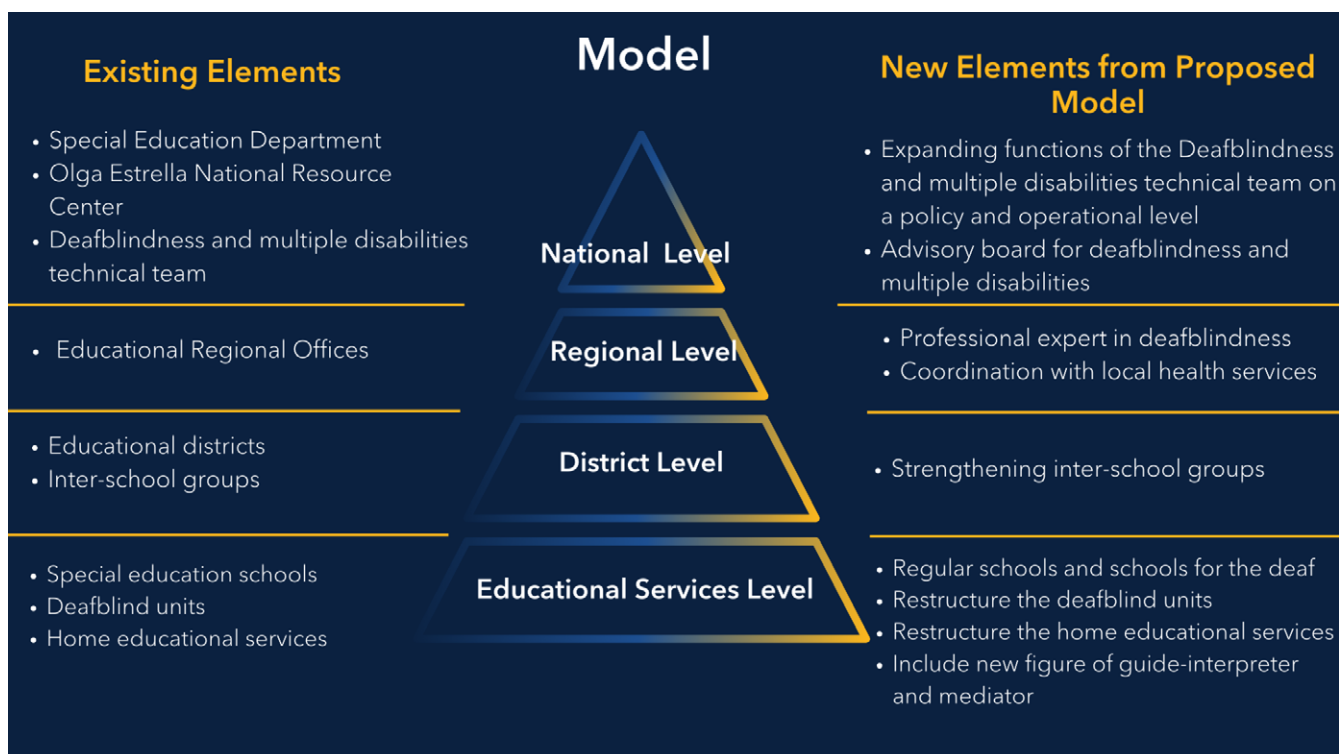 Model
Existing Elements
• Special Education Department
• Olga Estrella National Resource
Center
• Deafblindness and multiple disabilities
technical team
• Educational Regional Offices
• Educational districts
• Inter-school groups
• Special education schools
• Deafblind units
• Home educational services
National Level
Regional Level
District Level
Educational Services Level
New Elements from Proposed
Model
• Expanding functions of the Deafblindness
and multiple disabilities technical team on
a policy and operational level
• Advisory board for deafblindness and
multiple disabilities
• Professional expert in deafblindness
• Coordination with local health services
• Strengthening inter-school groups
• Regular schools and schools for the deaf
• Restructure the deafblind units
• Restructure the home educational services
• Include new figure of guide-interpreter
and mediator